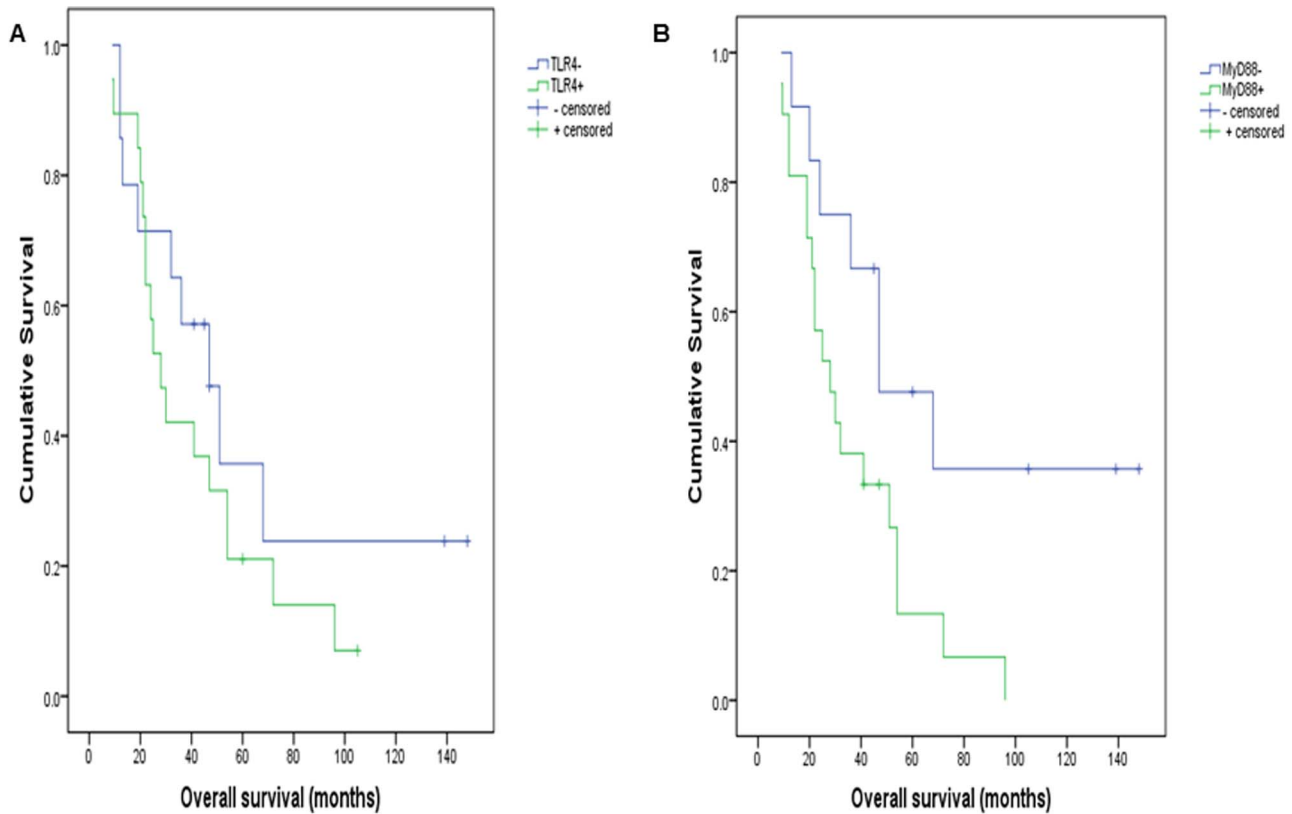 A
TLR4-
TLR4+
- censored
+ censored
1.0
0.8
0.6
0.4
0.2
0.0
Cumulative Survival
0 20 40 60 80 100 120 140
Overall survival (months)
B
MyD88-
MyD88+
- censored
+ censored
1.0
0.8
0.6
0.4
0.2
0.0
Cumulative Survival
0 20 40 60 80 100 120 140
Overall survival (months)